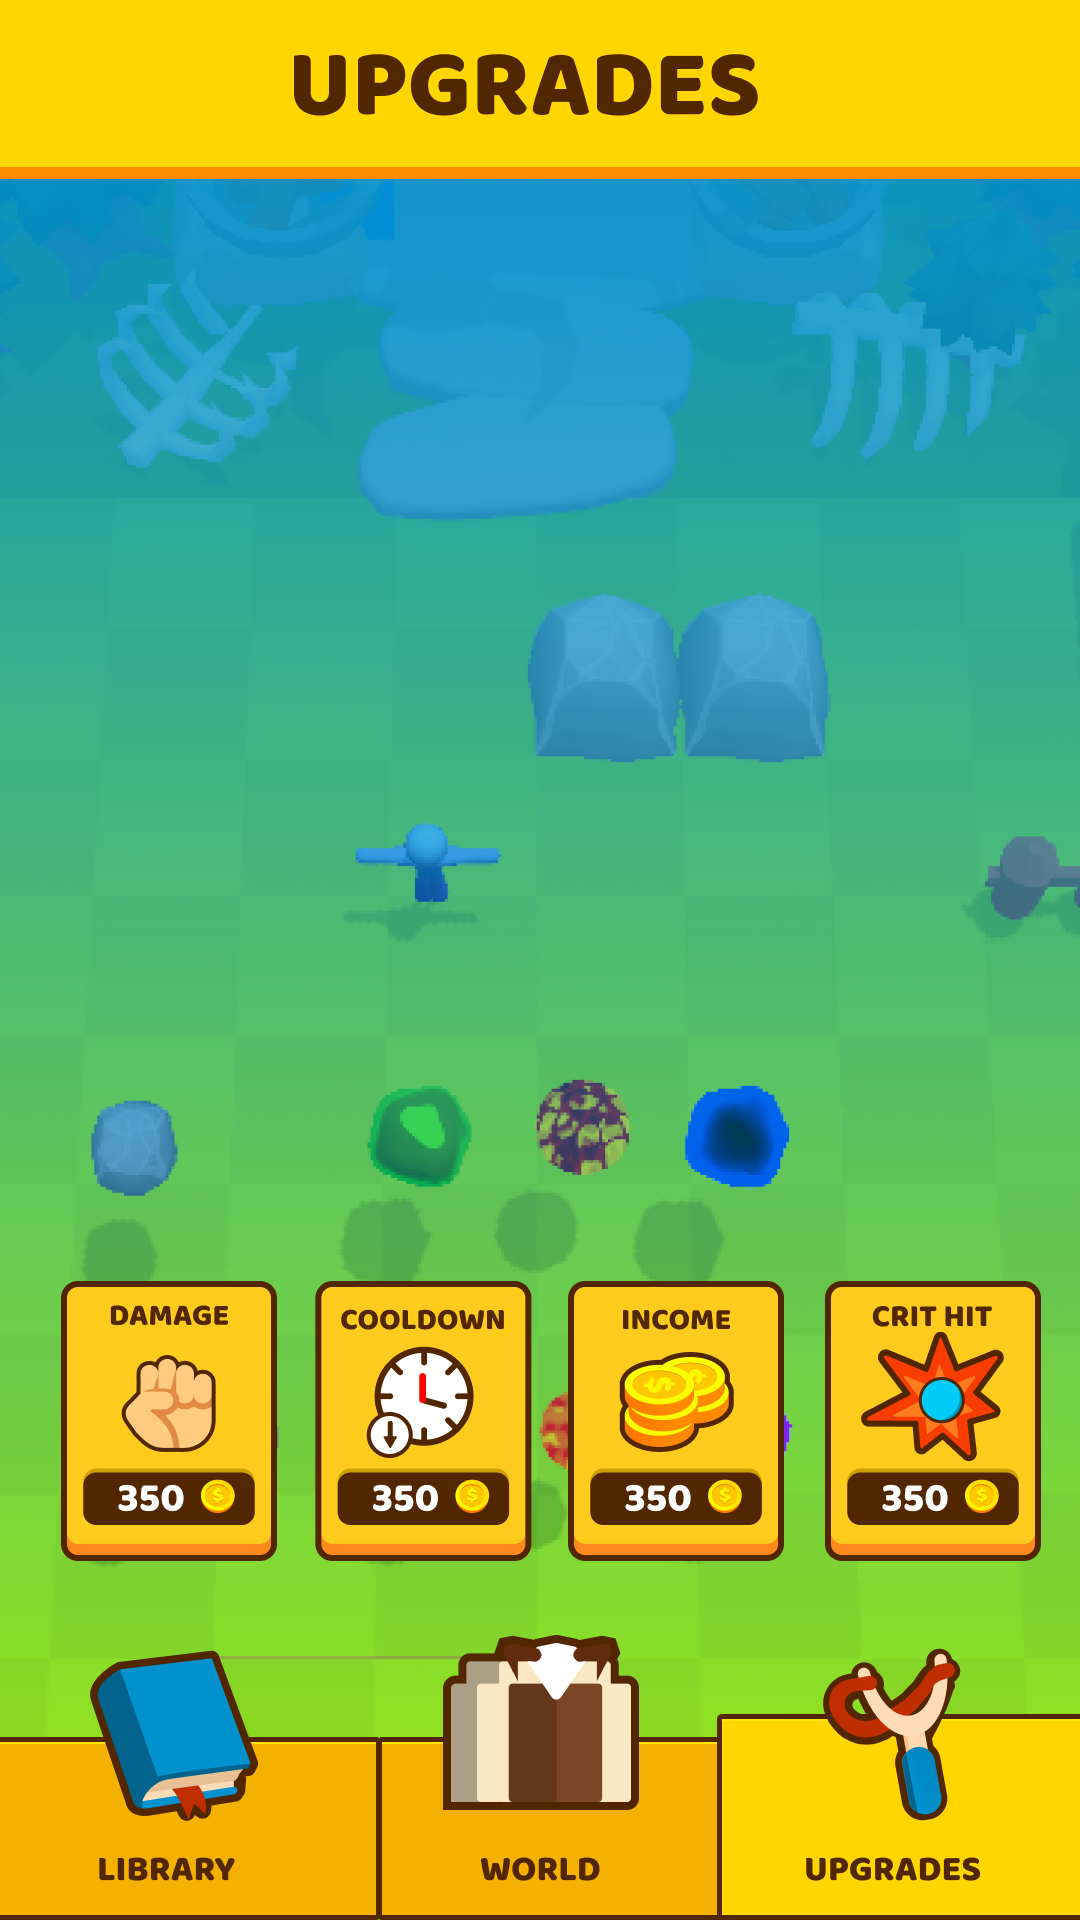 UPGRADES
DAMAGE
COOLDOWN
INCOME
CRIT HIT
350
350
350
350
LIBRARY
WORLD
UPGRADES